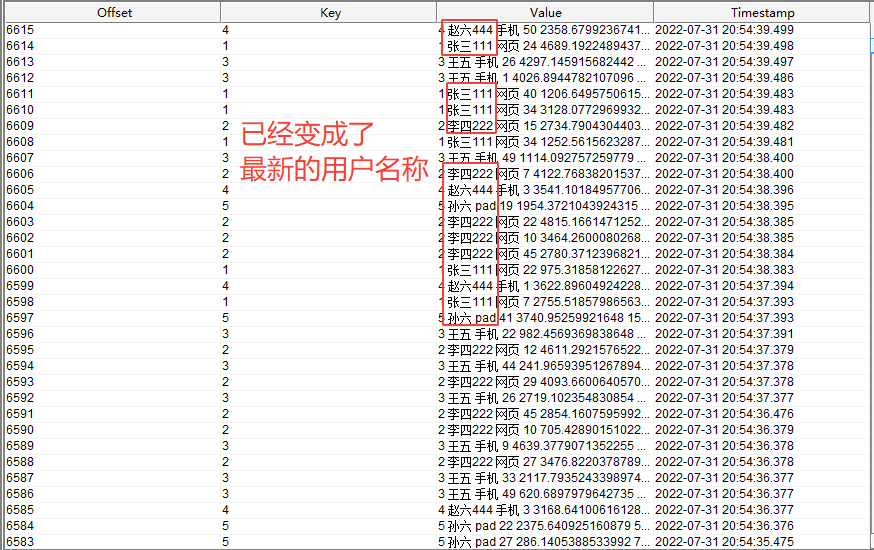 Offset Key Value Timestamp
6615 4 4 赵六444 手机 50 2358.6799236741... 2022-07-31 20:54:39.499
6614 1 1 张三111 网页 24 4689.1922489437... 2022-07-31 20:54:39.498
6613 3 3 王五 手机 26 4297.145915682442 ... 2022-07-31 20:54:39.487
6612 3 3 王五 手机 1 4026.8944782107096 ... 2022-07-31 20:54:39.486
6611 1 1 张三111 网页 40 1206.6495750615... 2022-07-31 20:54:39.483
6610 1 1 张三111 网页 34 3128.0772969932... 2022-07-31 20:54:39.483
6609 2 2 李四222 网页 15 2734.7904304403... 2022-07-31 20:54:39.482
6608 1 1 张三111 网页 34 1252.5615623287... 2022-07-31 20:54:39.481
6607 3 3 王五 手机 49 1114.092757259779 ... 2022-07-31 20:54:38.400
6606 2 2 李四222 网页 7 4122.76838201537... 2022-07-31 20:54:38.400
6605 4 4 赵六444 手机 3 3541.10184957706... 2022-07-31 20:54:38.396
6604 5 5 孙六 pad 19 1954.3721043924315 ... 2022-07-31 20:54:38.395
6603 2 2 李四222 网页 22 4815.1661471252... 2022-07-31 20:54:38.385
6602 2 2 李四222 网页 10 3464.2600080268... 2022-07-31 20:54:38.385
6601 2 2 李四222 网页 45 2780.3712396821... 2022-07-31 20:54:38.384
6600 1 1 张三111 网页 22 975.31858122627... 2022-07-31 20:54:38.383
6599 4 4 赵六444 手机 1 3622.89604924228... 2022-07-31 20:54:37.394
6598 1 1 张三111 网页 7 2755.51857986563... 2022-07-31 20:54:37.393
6597 5 5 孙六 pad 41 3740.95259921648 15... 2022-07-31 20:54:37.393
6596 3 3 王五 手机 22 982.4569369838648 ... 2022-07-31 20:54:37.391
6595 2 2 李四222 网页 12 4611.2921576522... 2022-07-31 20:54:37.379
6594 3 3 王五 手机 44 241.96593951267894... 2022-07-31 20:54:37.378
6593 2 2 李四222 网页 29 4093.6600640570... 2022-07-31 20:54:37.378
6592 3 3 王五 手机 26 2719.102354830854 ... 2022-07-31 20:54:37.377
6591 2 2 李四222 网页 45 2854.1607595992... 2022-07-31 20:54:36.476
6590 2 2 李四222 网页 10 705.42890151022... 2022-07-31 20:54:36.379
6589 3 3 王五 手机 9 4639.3779071352255 ... 2022-07-31 20:54:36.378
6588 2 2 李四222 网页 27 3476.8220378789... 2022-07-31 20:54:36.378
6587 3 3 王五 手机 33 2117.7935243398974... 2022-07-31 20:54:36.377
6586 3 3 王五 手机 49 620.6897979642735 ... 2022-07-31 20:54:36.377
6585 4 4 赵六444 手机 3 3168.64100616128... 2022-07-31 20:54:36.377
6584 5 5 孙六 pad 22 2375.640925160879 5... 2022-07-31 20:54:36.376
6583 5 5 孙六 pad 27 286.1405388533992 7... 2022-07-31 20:54:35.475
已经变成了
最新的用户名称